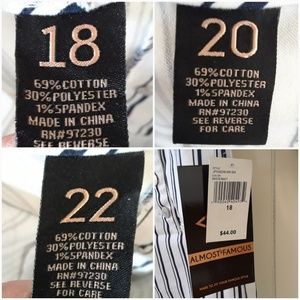 18
69%COTTON
30%POLYESTER
1%SPANDEX
MADE IN CHINA
RN#97230
SEE REVERSE
FOR CARE
20
69%COTTON
30%POLYESTER
1%SPANDEX
MADE IN CHINA
RN#97230
SEE REVERSE
FOR CARE
22
69%COTTON
30%POLYESTER
1%SPANDEX
MADE IN CHINA
RN#97230
SEE REVERSE
FOR CARE
18
$44.00
ALMOST FAMOUS